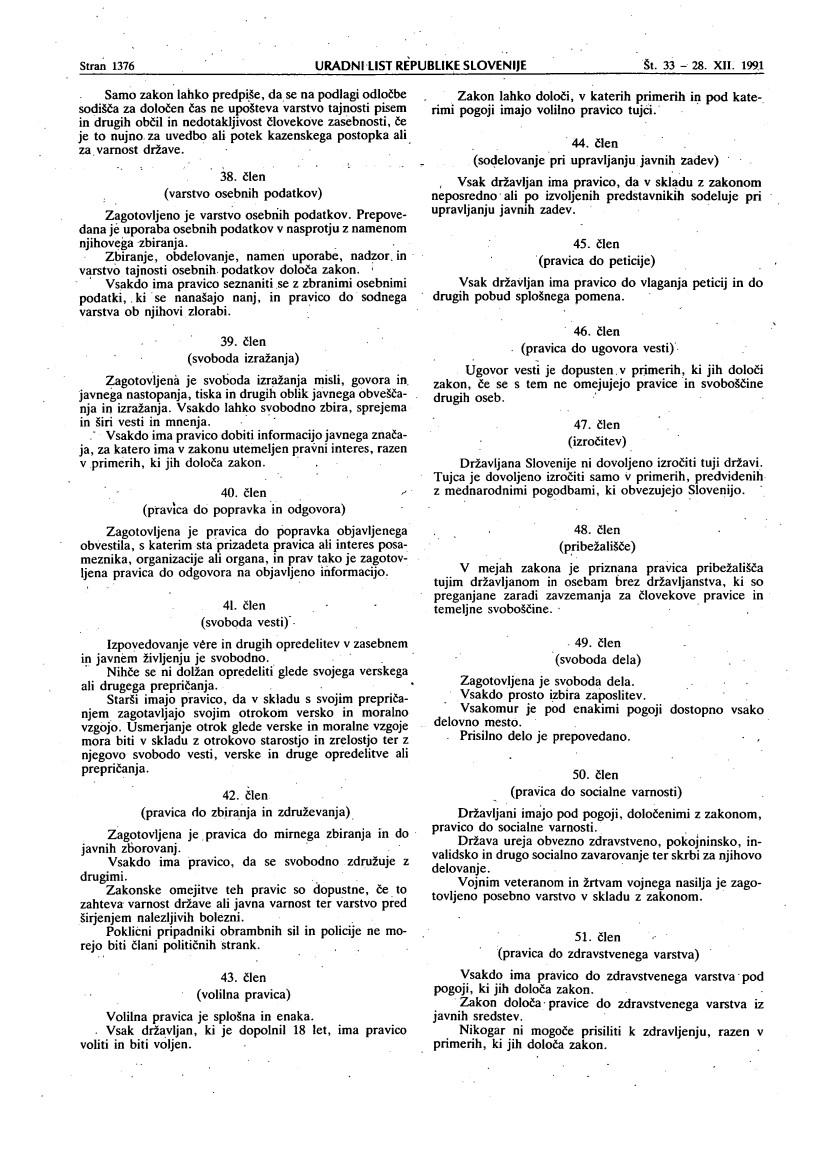 Stran 1376 URADNI LIST REPUBLIKE SLOVENIJE Št. 33 – 28. XII. 1991
Samo zakon lahko predpiše, da se na podlagi odločbe
sodišča za določen čas ne upošteva varstvo tajnosti pisem
in drugih občil in nedotakljivost človekove zasebnosti, če
je to nujno za uvedbo ali potek kazenskega postopka ali
za varnost države.
38. člen
(varstvo osebnih podatkov)
Zagotovljeno je varstvo osebnih podatkov. Prepove-
dana je uporaba osebnih podatkov v nasprotju z namenom
njihovega zbiranja.
Zbiranje, obdelovanje, namen uporabe, nadzor in
varstvo tajnosti osebnih podatkov določa zakon.
Vsakdo ima pravico seznaniti se z zbranimi osebnimi
podatki, ki se nanašajo nanj, in pravico do sodnega
varstva ob njihovi zlorabi.
39. člen
(svoboda izražanja)
Zagotovljena je svoboda izražanja misli, govora in
javnega nastopanja, tiska in drugih oblik javnega obvešča-
nja in izražanja. Vsakdo lahko svobodno zbira, sprejema
in širi vesti in mnenja.
Vsakdo ima pravico dobiti informacijo javnega znača-
ja, za katero ima v zakonu utemeljen pravni interes, razen
v primerih, ki jih določa zakon.
40. člen
(pravica do popravka in odgovora)
Zagotovljena je pravica do popravka objavljenega
obvestila, s katerim sta prizadeta pravica ali interes posa-
meznika, organizacije ali organa, in prav tako je zagotov-
ljena pravica do odgovora na objavljeno informacijo.
41. člen
(svoboda vesti)
Izpovedovanje vere in drugih opredelitev v zasebnem
in javnem življenju je svobodno.
Nihče se ni dolžan opredeliti glede svojega verskega
ali drugega prepričanja.
Starši imajo pravico, da v skladu s svojim prepriča-
njem zagotavljajo svojim otrokom versko in moralno
vzgojo. Usmerjanje otrok glede verske in moralne vzgoje
mora biti v skladu z otrokovo starostjo in zrelostjo ter z
njegovo svobodo vesti, verske in druge opredelitve ali
prepričanja.
42. člen
(pravica do zbiranja in združevanja)
Zagotovljena je pravica do mirnega zbiranja in do
javnih zborovanj.
Vsakdo ima pravico, da se svobodno združuje z
drugimi.
Zakonske omejitve teh pravic so dopustne, če to
zahteva varnost države ali javna varnost ter varstvo pred
širjenjem nalezljivih bolezni.
Poklicni pripadniki obrambnih sil in policije ne mo-
rejo biti člani političnih strank.
43. člen
(volilna pravica)
Volilna pravica je splošna in enaka.
Vsak državljan, ki je dopolnil 18 let, ima pravico
voliti in biti voljen.
Zakon lahko določi, v katerih primerih in pod kate-
rimi pogoji imajo volilno pravico tujci.
44. člen
(sodelovanje pri upravljanju javnih zadev)
Vsak državljan ima pravico, da v skladu z zakonom
neposredno ali po izvoljenih predstavnikih sodeluje pri
upravljanju javnih zadev.
45. člen
(pravica do peticije)
Vsak državljan ima pravico do vlaganja peticij in do
drugih pobud splošnega pomena.
46. člen
(pravica do ugovora vesti)
Ugovor vesti je dopusten v primerih, ki jih določi
zakon, če se s tem ne omejujejo pravice in svoboščine
drugih oseb.
47. člen
(izročitev)
Državljana Slovenije ni dovoljeno izročiti tuji državi.
Tujca je dovoljeno izročiti samo v primerih, predvidenih
z mednarodnimi pogodbami, ki obvezujejo Slovenijo.
48. člen
(pribežališče)
V mejah zakona je priznana pravica pribežališča
tujim državljanom in osebam brez državljanstva, ki so
preganjane zaradi zavzemanja za človekove pravice in
temeljne svoboščine.
49. člen
(svoboda dela)
Zagotovljena je svoboda dela.
Vsakdo prosto izbira zaposlitev.
Vsakomur je pod enakimi pogoji dostopno vsako
delovno mesto.
Prisilno delo je prepovedano.
50. člen
(pravica do socialne varnosti)
Državljani imajo pod pogoji, določenimi z zakonom,
pravico do socialne varnosti.
Država ureja obvezno zdravstveno, pokojninsko, in-
validsko in drugo socialno zavarovanje ter skrbi za njihovo
delovanje.
Vojnim veteranom in žrtvam vojnega nasilja je zago-
tovljeno posebno varstvo v skladu z zakonom.
51. člen
(pravica do zdravstvenega varstva)
Vsakdo ima pravico do zdravstvenega varstva pod
pogoji, ki jih določa zakon.
Zakon določa pravice do zdravstvenega varstva iz
javnih sredstev.
Nikogar ni mogoče prisiliti k zdravljenju, razen v
primerih, ki jih določa zakon.